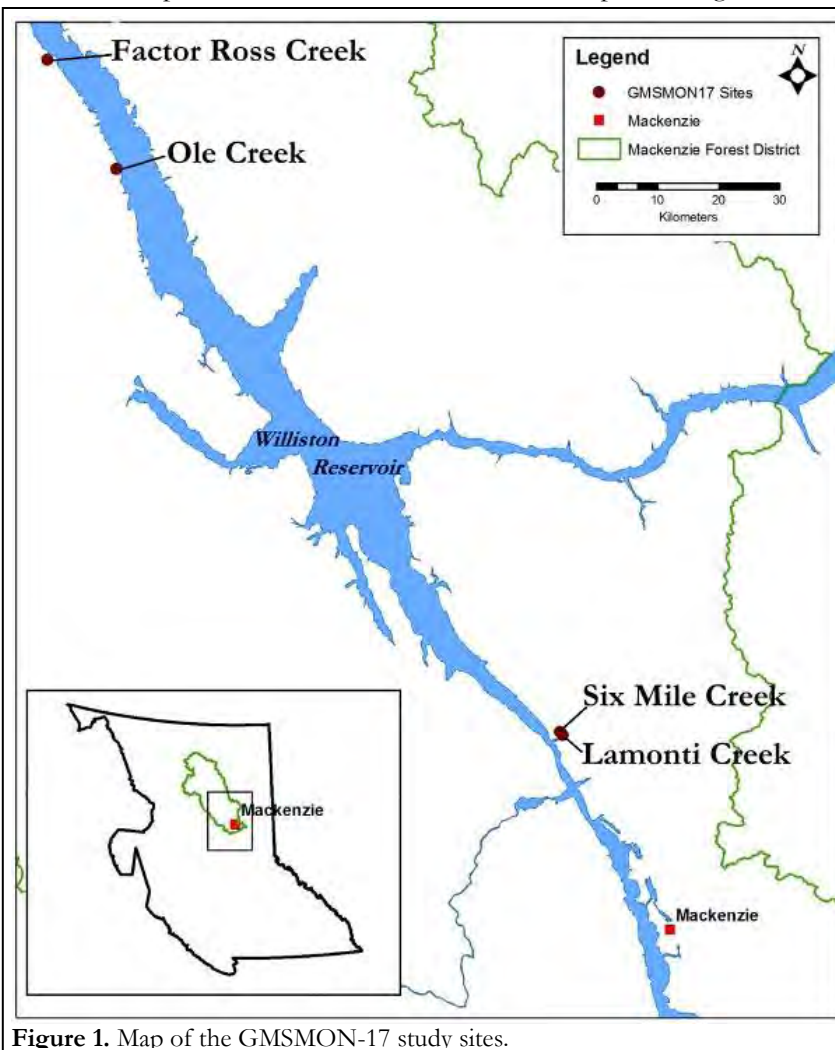 Factor Ross Creek
Ole Creek
Legend
N
GMSMON17 Sites
Mackenzie
Mackenzie Forest District
0 10 20 30
Kilometers
Williston
Reservoir
Six Mile Creek
Lamonti Creek
Mackenzie
Mackenzie
Figure 1. Map of the GMSMON-17 study sites.